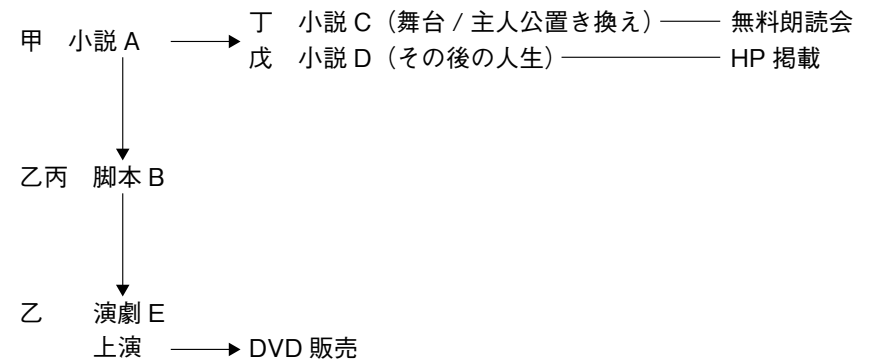 甲　小説 A
丁　小説 C（舞台 / 主人公置き換え）
無料朗読会
戊　小説 D（その後の人生）
HP 掲載
乙丙　脚本 B
乙　演劇 E
上演
DVD 販売